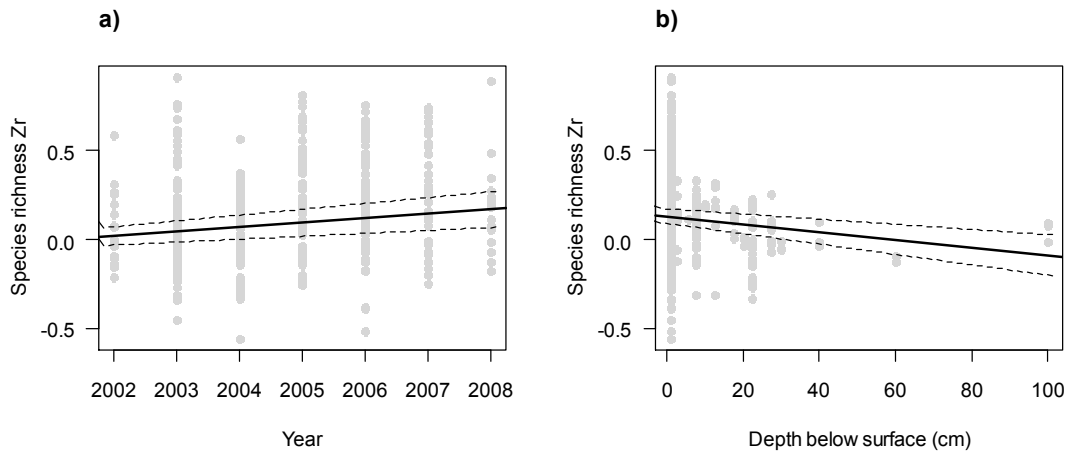 a)
Species richness Zr
0.5
0.0
-0.5
2002 2003 2004 2005 2006 2007 2008
Year
b)
Species richness Zr
0.5
0.0
-0.5
0 20 40 60 80 100
Depth below surface (cm)